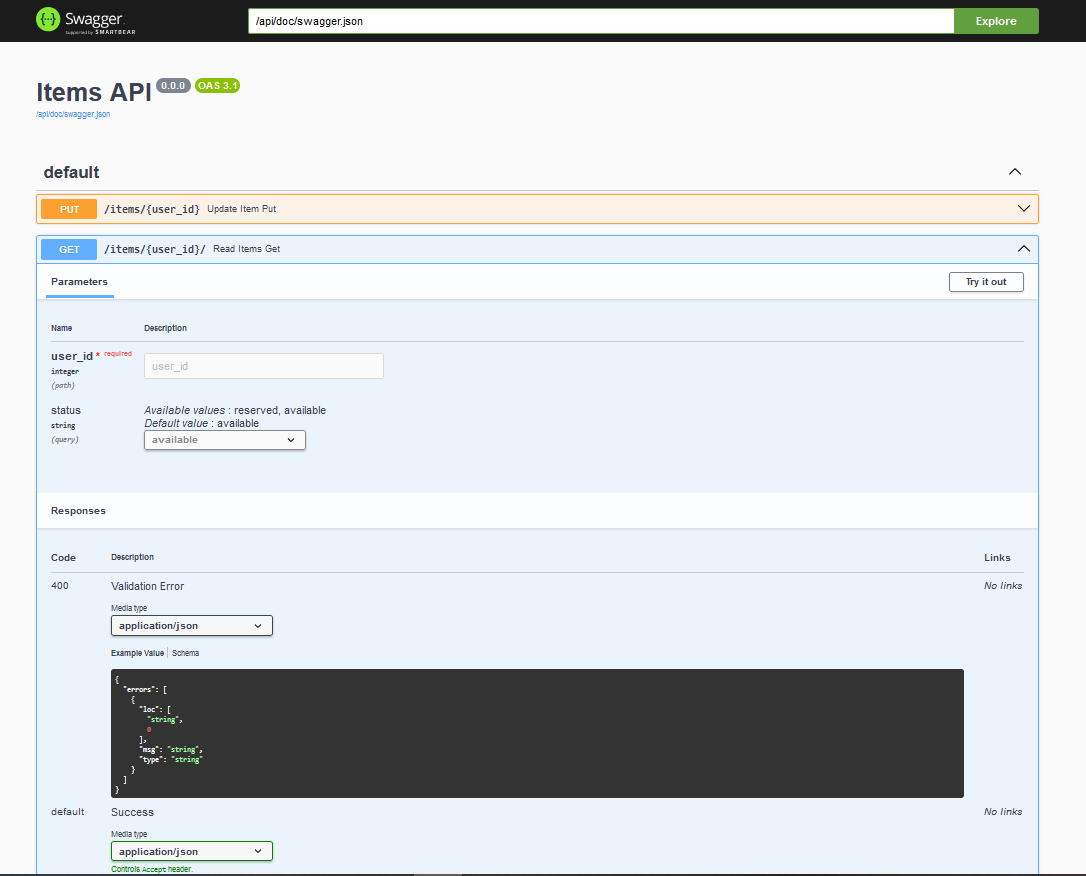 Swagger.
Supported by SMARTBEAR
/api/doc/swagger.json
Explore
Items API 0.0.0 OAS 3.1
/api/doc/swagger.json
default
PUT /items/{user_id} Update Item Put
GET /items/{user_id}/ Read Items Get
Parameters
Try it out
Name Description
user_id * required
integer
(path)
user_id
status
string
(query)
Available values : reserved, available
Default value : available
available
Responses
Code Description Links
400 Validation Error No links
Media type
application/json
Example Value Schema
{
"errors": [
{
"loc": [
"string",
0
],
"msg": "string",
"type": "string"
}
]
}
default Success No links
Media type
application/json
Controls Accept header.